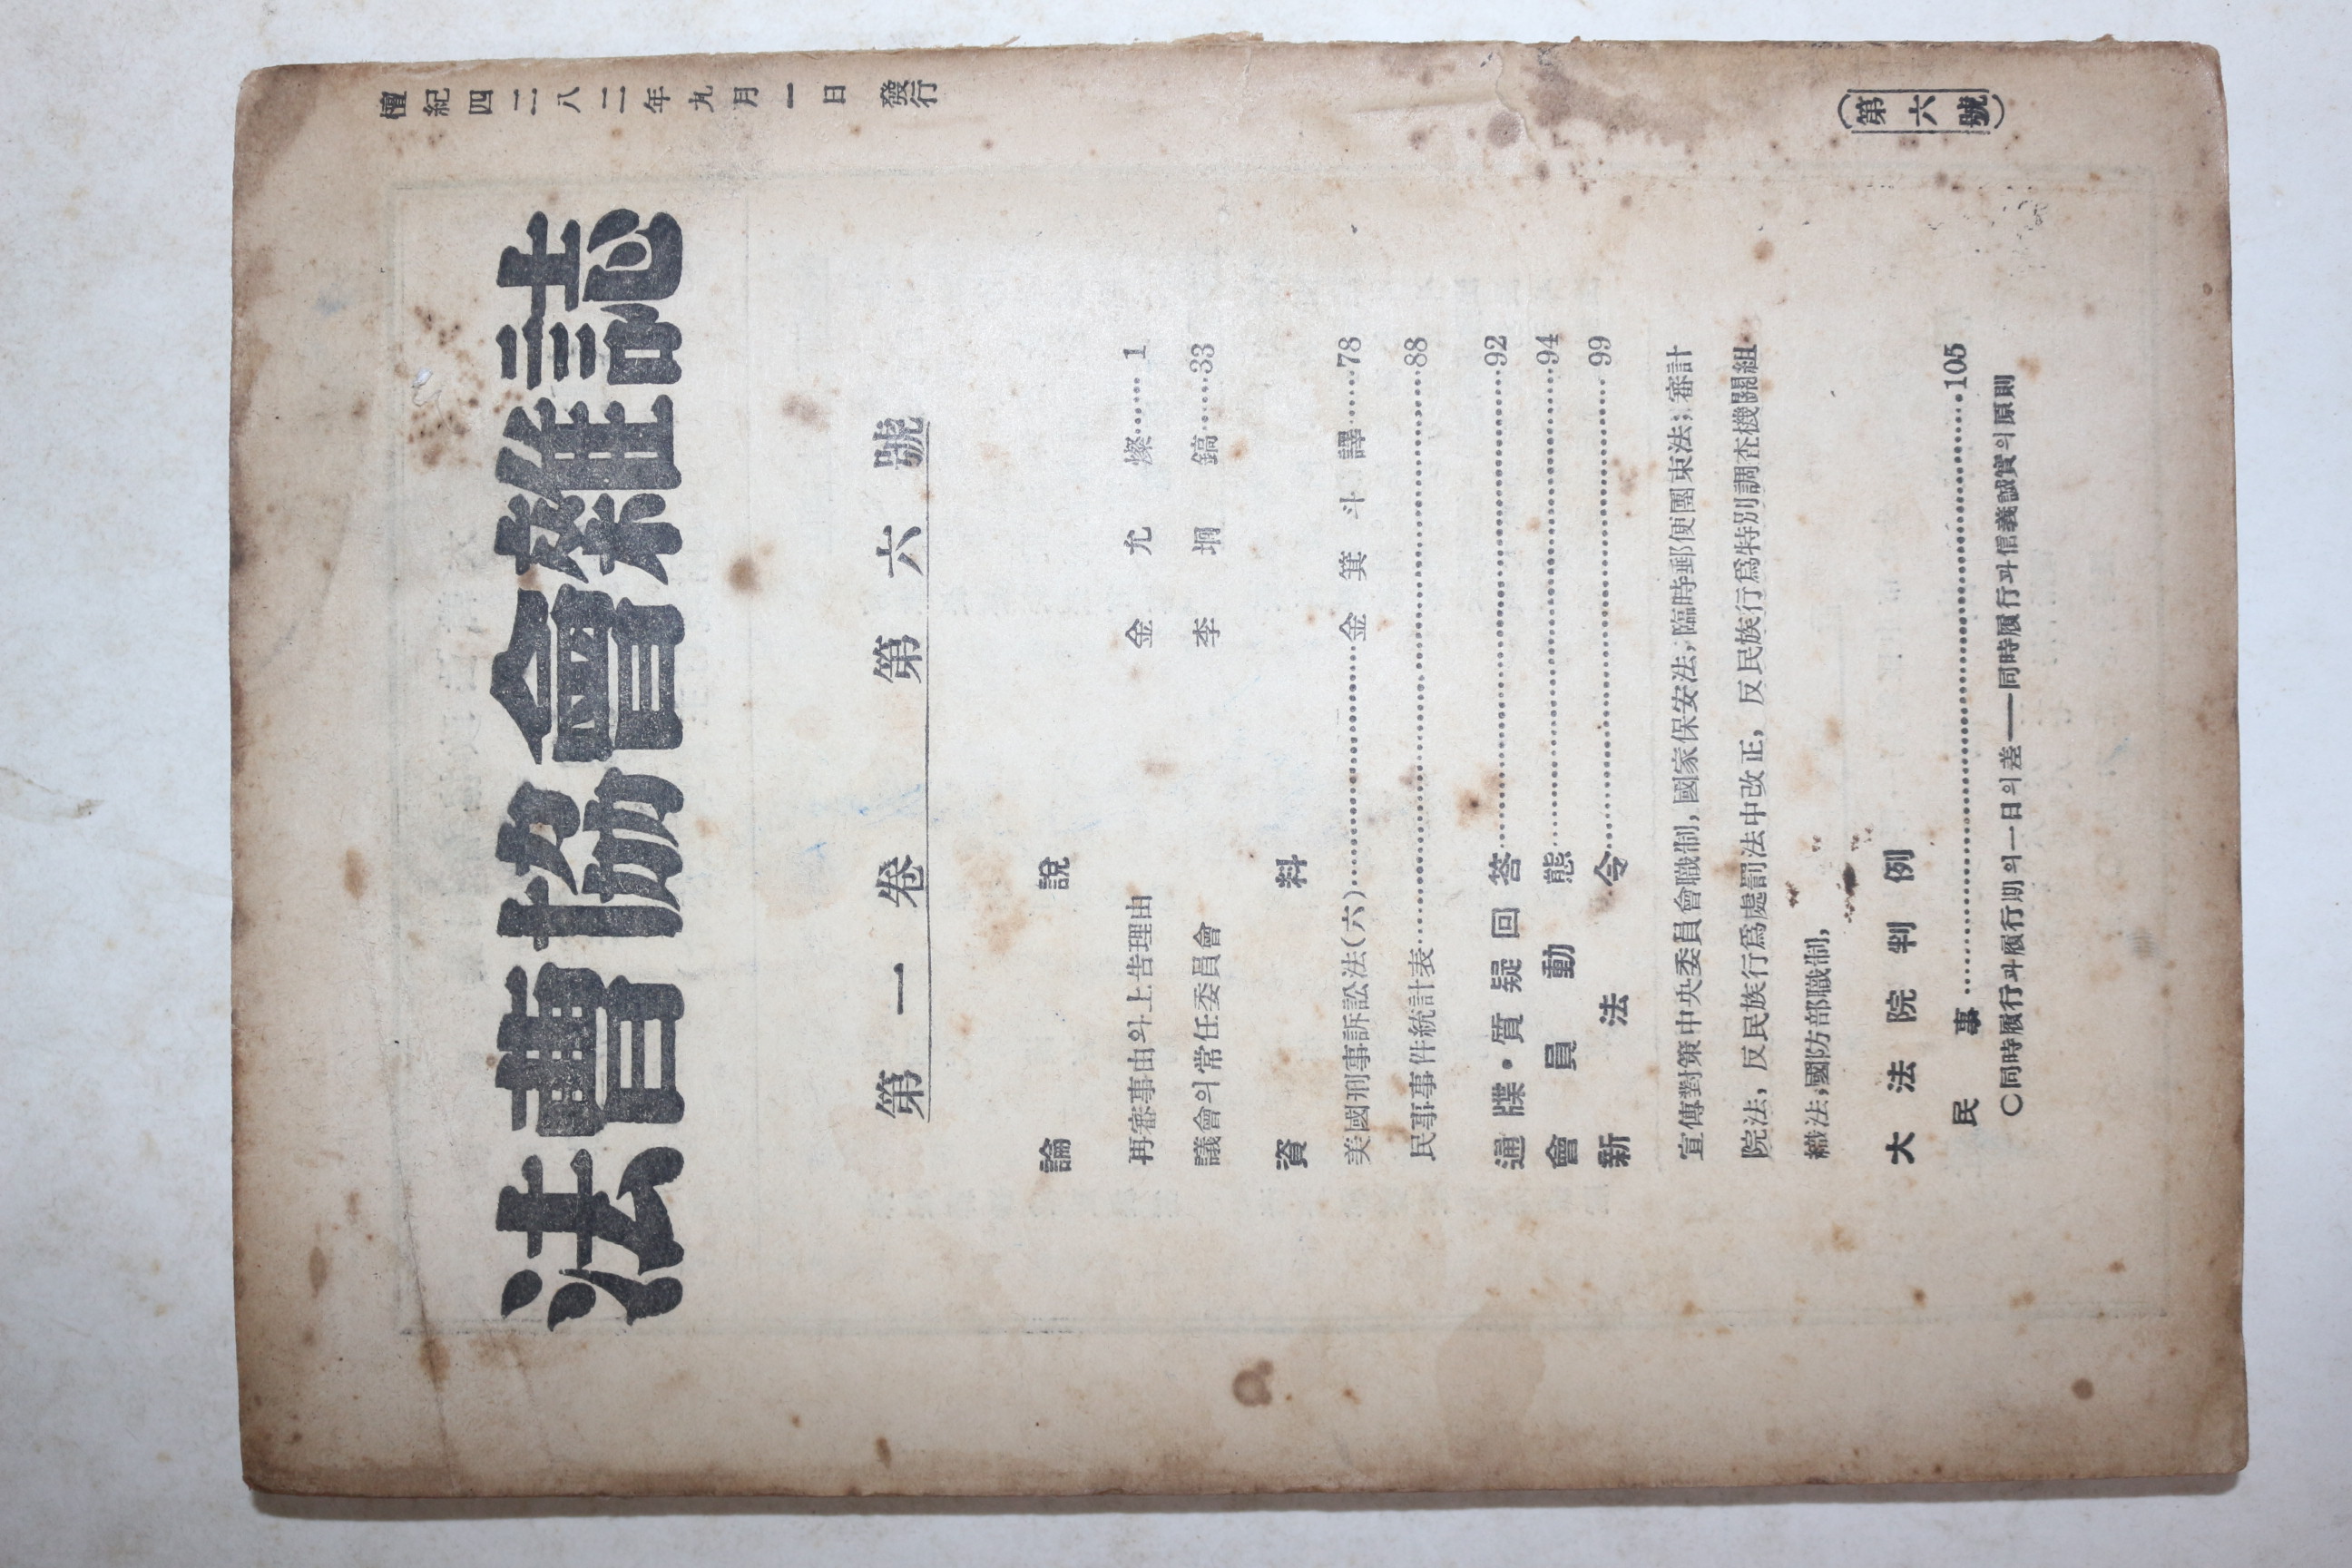 檀紀四二八二年九月一日 發行
(第六號)
法曹協會雜誌
第一卷 第六號
論說
再審事由와上告理由 金允燦……1
議會의常任委員會 李坰鎬……33
資料
美國刑事訴訟法(六)……金箕斗譯……78
民事事件統計表……88
通牒・質疑回答……92
會員動態……94
新法令……99
宣傳對策中央委員會職制, 國家保安法, 臨時郵便團束法; 審計
院法, 反民族行爲處罰法中改正, 反民族行爲特別調査機關組
織法;國防部職制,
大法院判例
民事……105
○同時履行과履行期의一日의差——同時履行과信義誠實의原則